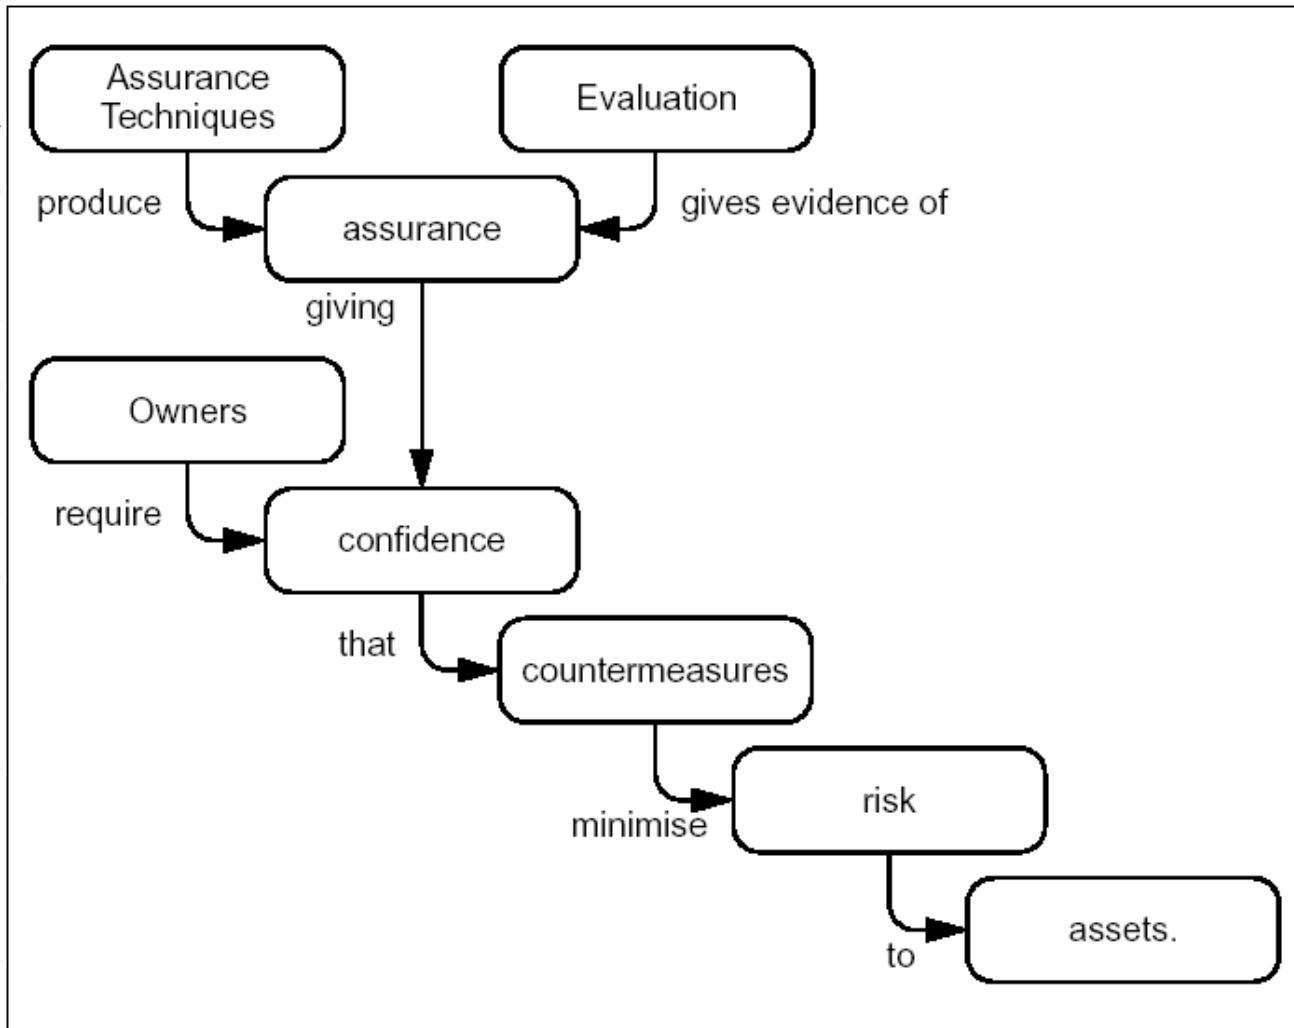 Assurance
Techniques
Evaluation
produce
assurance
gives evidence of
giving
Owners
require
confidence
that
countermeasures
minimise
risk
to
assets.